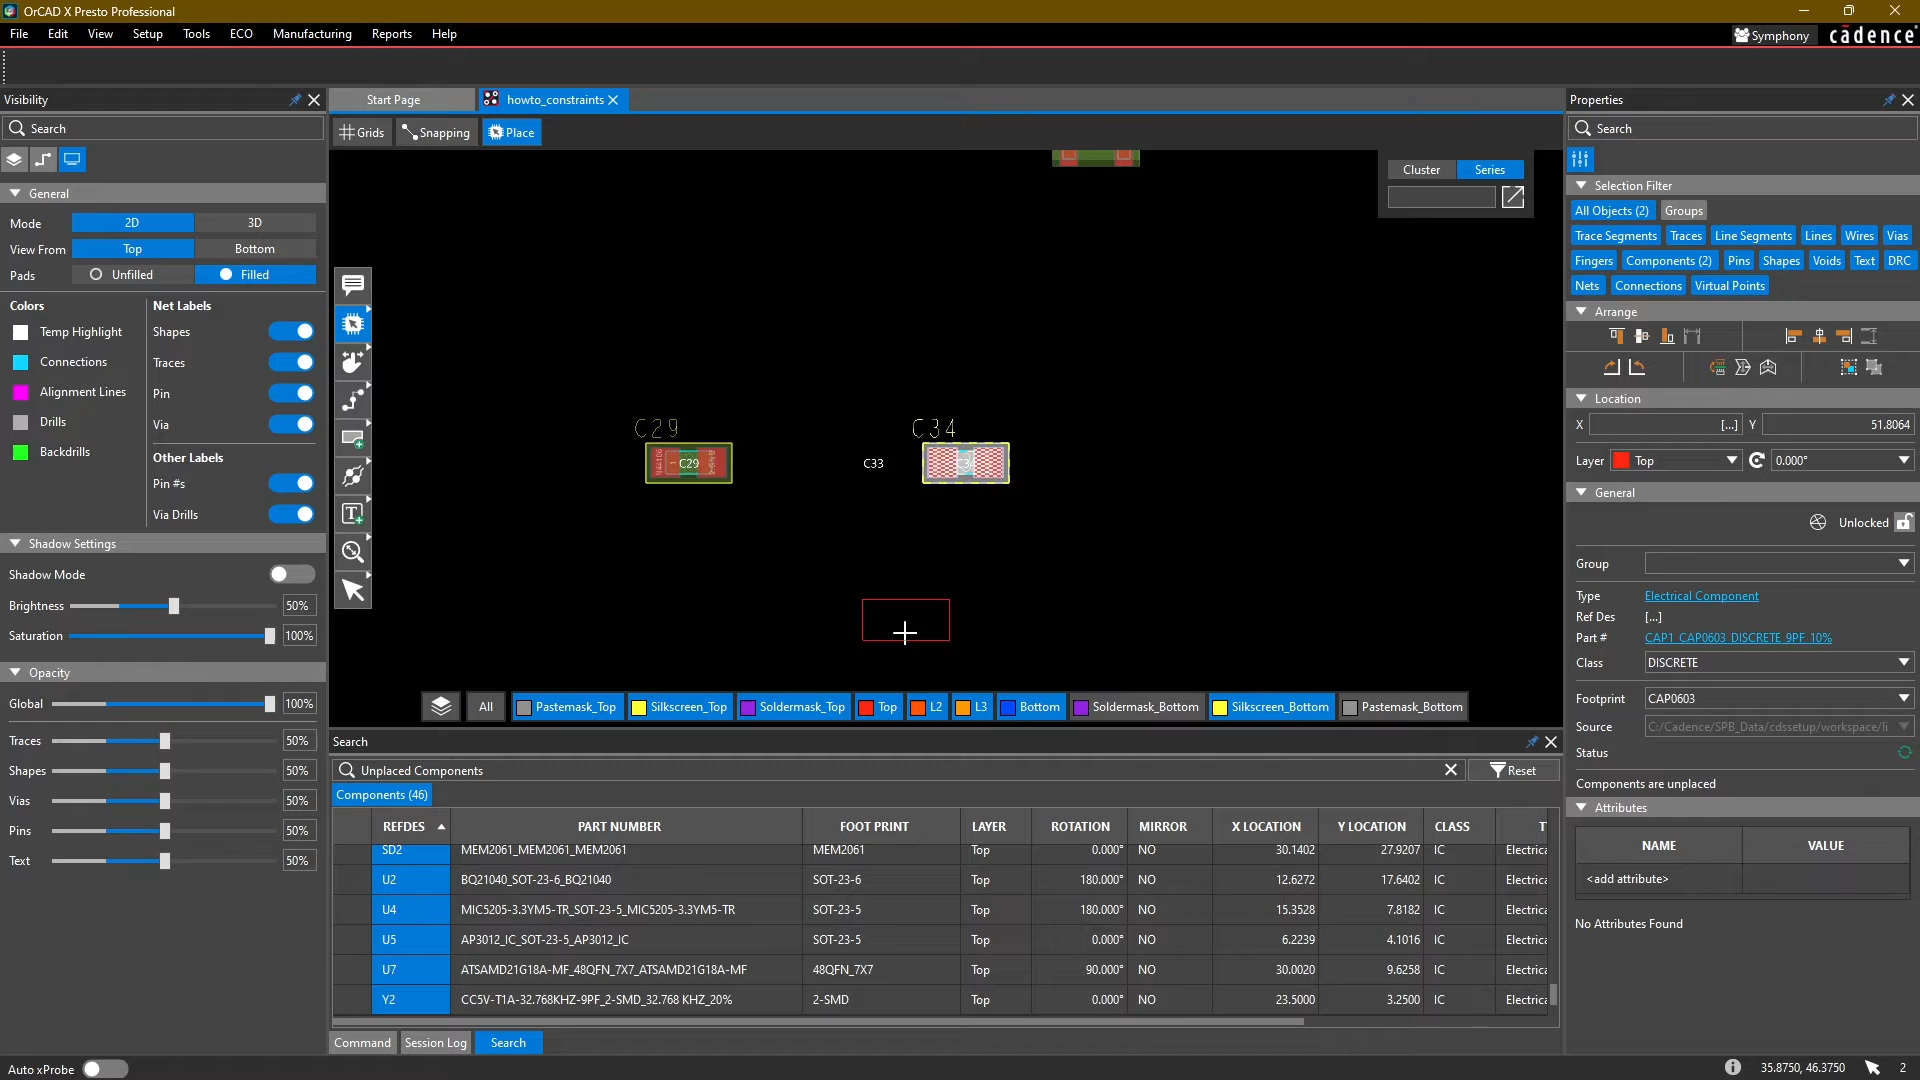 OrCAD X Presto Professional
File Edit View Setup Tools ECO Manufacturing Reports Help
Symphony cādence
Visibility
Search
General
Mode 2D 3D
View From Top Bottom
Pads Unfilled Filled
Colors
Temp Highlight
Connections
Alignment Lines
Drills
Backdrills
Net Labels
Shapes
Traces
Pin
Via
Other Labels
Pin #s
Via Drills
Shadow Settings
Shadow Mode
Brightness 50%
Saturation 100%
Opacity
Global 100%
Traces 50%
Shapes 50%
Vias 50%
Pins 50%
Text 50%
Auto xProbe
Start Page howto_constraints
Grids Snapping Place
Cluster Series
C29 C34
C29 C33 C34
All Pastemask_Top Silkscreen_Top Soldermask_Top Top L2 L3 Bottom Soldermask_Bottom Silkscreen_Bottom Pastemask_Bottom
Search
Unplaced Components Reset
Components (46)
REFDES PART NUMBER FOOT PRINT LAYER ROTATION MIRROR X LOCATION Y LOCATION CLASS T
SD2 MEM2061_MEM2061_MEM2061 MEM2061 Top 0.000° NO 30.1402 27.9207 IC Electrica
U2 BQ21040_SOT-23-6_BQ21040 SOT-23-6 Top 180.000° NO 12.6272 17.6402 IC Electrica
U4 MIC5205-3.3YM5-TR_SOT-23-5_MIC5205-3.3YM5-TR SOT-23-5 Top 180.000° NO 15.3528 7.8182 IC Electrica
U5 AP3012_IC_SOT-23-5_AP3012_IC SOT-23-5 Top 0.000° NO 6.2239 4.1016 IC Electrica
U7 ATSAMD21G18A-MF_48QFN_7X7_ATSAMD21G18A-MF 48QFN_7X7 Top 90.000° NO 30.0020 9.6258 IC Electrica
Y2 CC5V-T1A-32.768KHZ-9PF_2-SMD_32.768 KHZ_20% 2-SMD Top 0.000° NO 23.5000 3.2500 IC Electrica
Command Session Log Search
Properties
Search
Selection Filter
All Objects (2) Groups
Trace Segments Traces Line Segments Lines Wires Vias
Fingers Components (2) Pins Shapes Voids Text DRC
Nets Connections Virtual Points
Arrange
Location
X [...] Y 51.8064
Layer Top 0.000°
General
Unlocked
Group
Type Electrical Component
Ref Des [...]
Part # CAP1_CAP0603_DISCRETE_9PF_10%
Class DISCRETE
Footprint CAP0603
Source C:/Cadence/SPB_Data/cdssetup/workspace/li
Status
Components are unplaced
Attributes
NAME VALUE
<add attribute>
No Attributes Found
35.8750, 46.3750 2